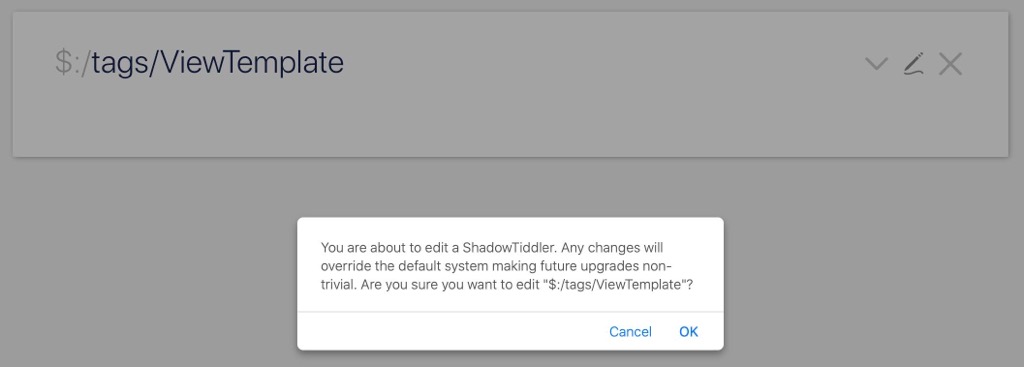 $:/tags/ViewTemplate
You are about to edit a ShadowTiddler. Any changes will
override the default system making future upgrades non-
trivial. Are you sure you want to edit "$:/tags/ViewTemplate"?
Cancel OK